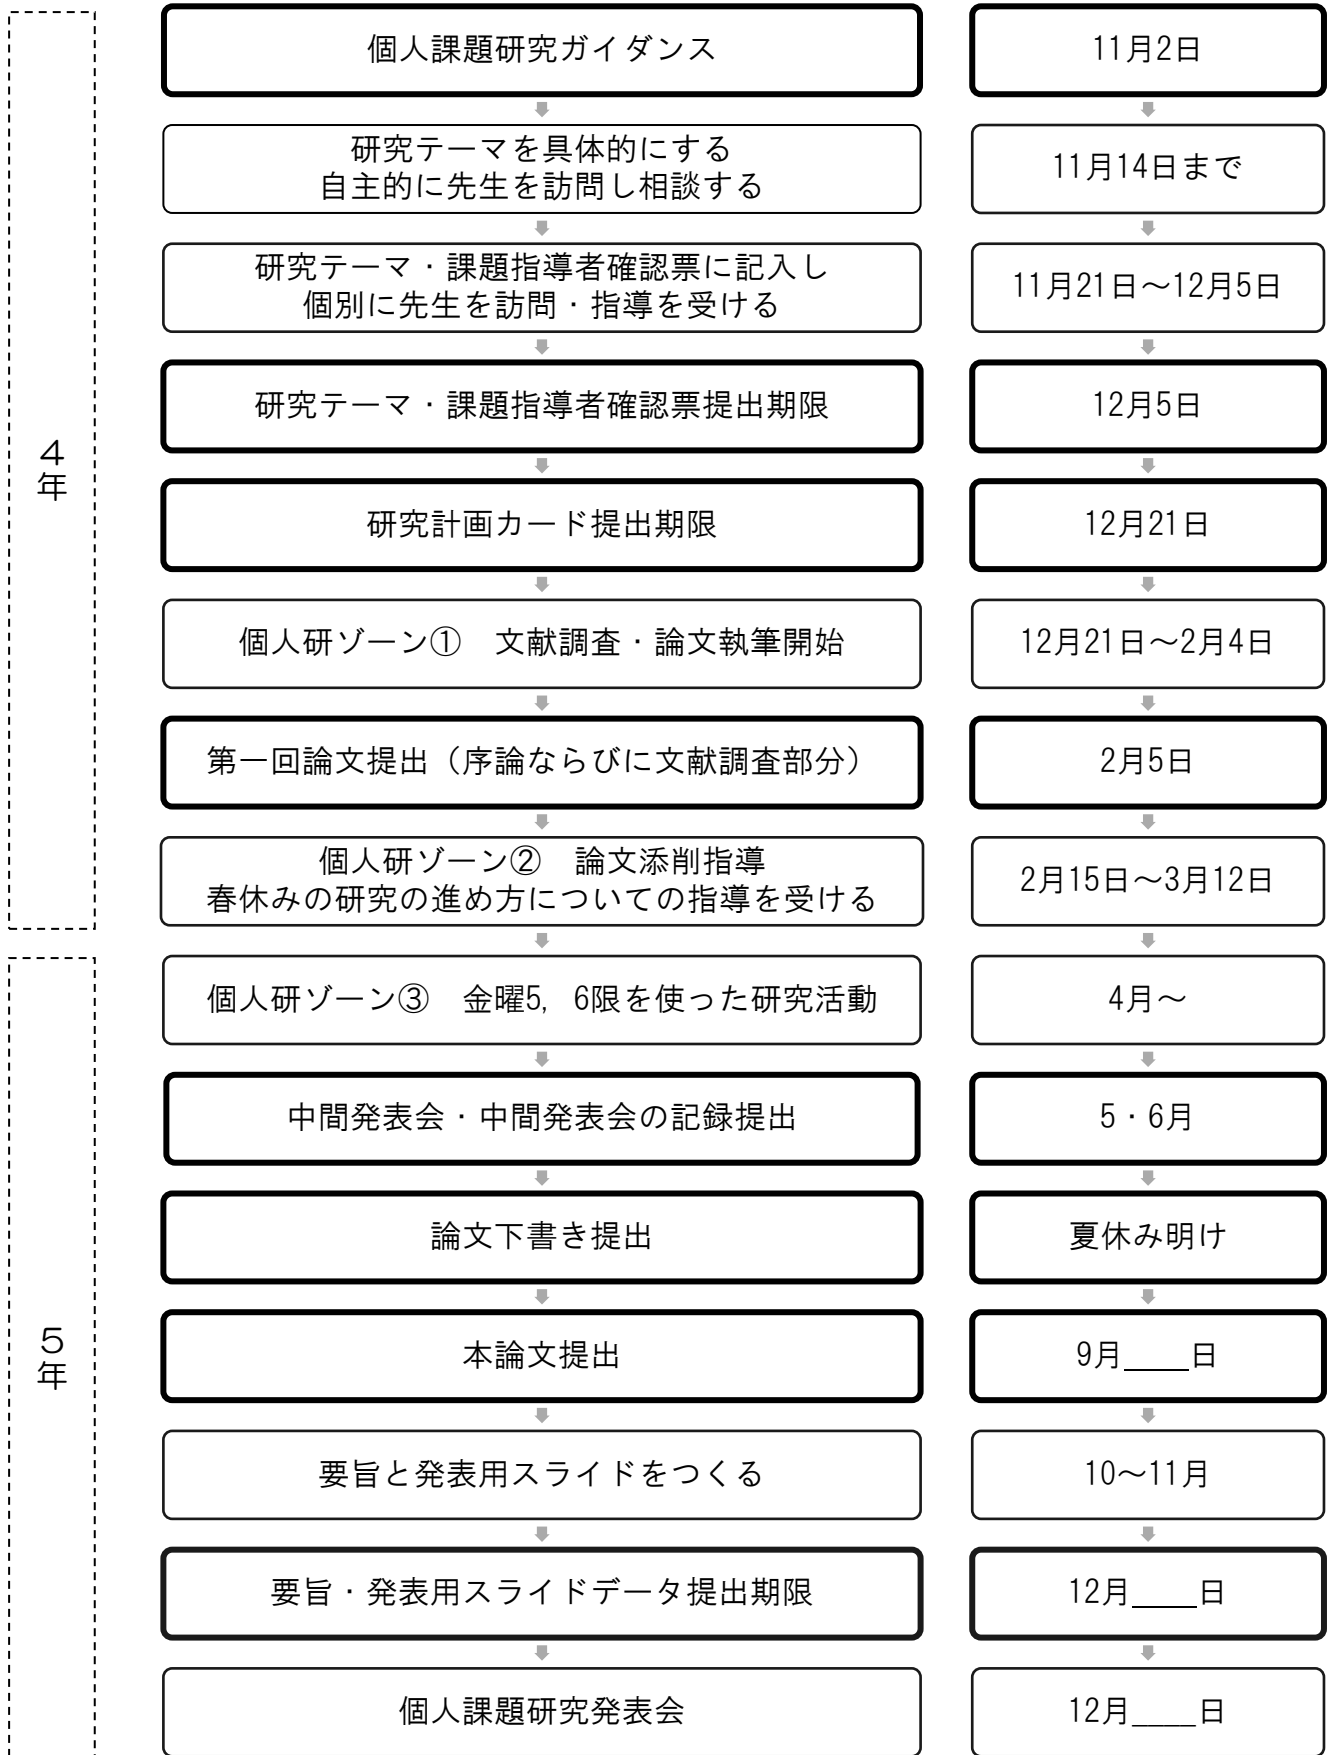 4年
個人課題研究ガイダンス
11月2日
研究テーマを具体的にする
自主的に先生を訪問し相談する
11月14日まで
研究テーマ・課題指導者確認票に記入し
個別に先生を訪問・指導を受ける
11月21日～12月5日
研究テーマ・課題指導者確認票提出期限
12月5日
研究計画カード提出期限
12月21日
個人研ゾーン①　文献調査・論文執筆開始
12月21日～2月4日
第一回論文提出（序論ならびに文献調査部分）
2月5日
個人研ゾーン②　論文添削指導
春休みの研究の進め方についての指導を受ける
2月15日～3月12日
5年
個人研ゾーン③　金曜5, 6限を使った研究活動
4月～
中間発表会・中間発表会の記録提出
5・6月
論文下書き提出
夏休み明け
本論文提出
9月____日
要旨と発表用スライドをつくる
10～11月
要旨・発表用スライドデータ提出期限
12月____日
個人課題研究発表会
12月____日